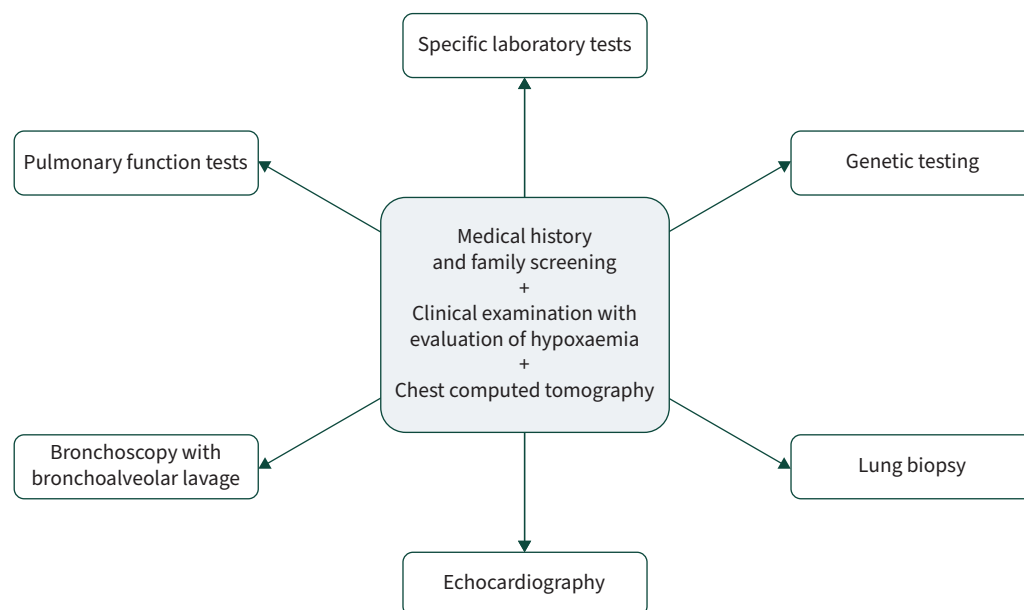 Specific laboratory tests
Pulmonary function tests
Genetic testing
Medical history
and family screening
+
Clinical examination with
evaluation of hypoxaemia
+
Chest computed tomography
Bronchoscopy with
bronchoalveolar lavage
Lung biopsy
Echocardiography